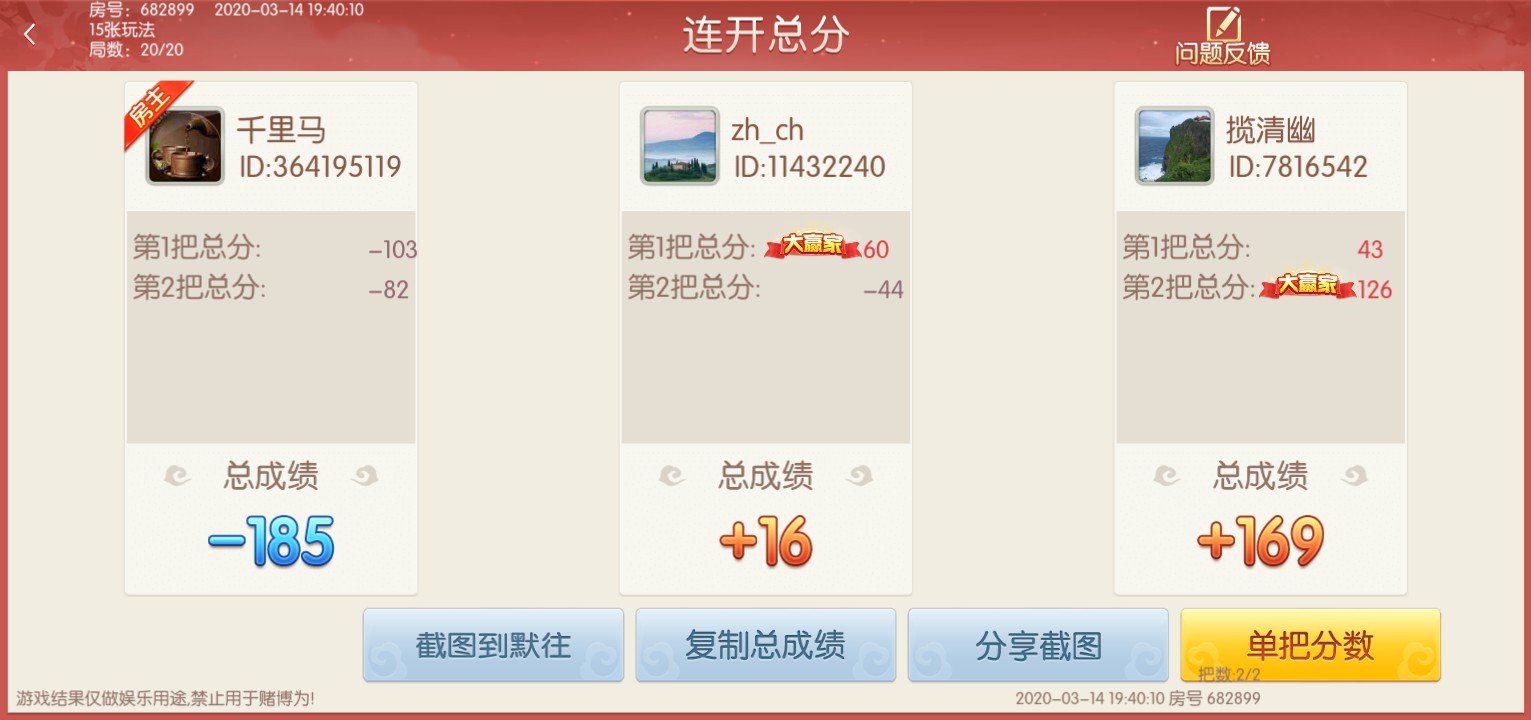 房号：682899 2020-03-14 19:40:10
15张玩法
局数：20/20
连开总分
问题反馈
房主
千里马
ID:364195119
第1把总分: -103
第2把总分: -82
总成绩
-185
zh_ch
ID:11432240
第1把总分: 大赢家 60
第2把总分: -44
总成绩
+16
揽清幽
ID:7816542
第1把总分: 43
第2把总分: 大赢家 126
总成绩
+169
截图到默往
复制总成绩
分享截图
单把分数
把数:2/2
游戏结果仅做娱乐用途,禁止用于赌博为!
2020-03-14 19:40:10 房号 682899